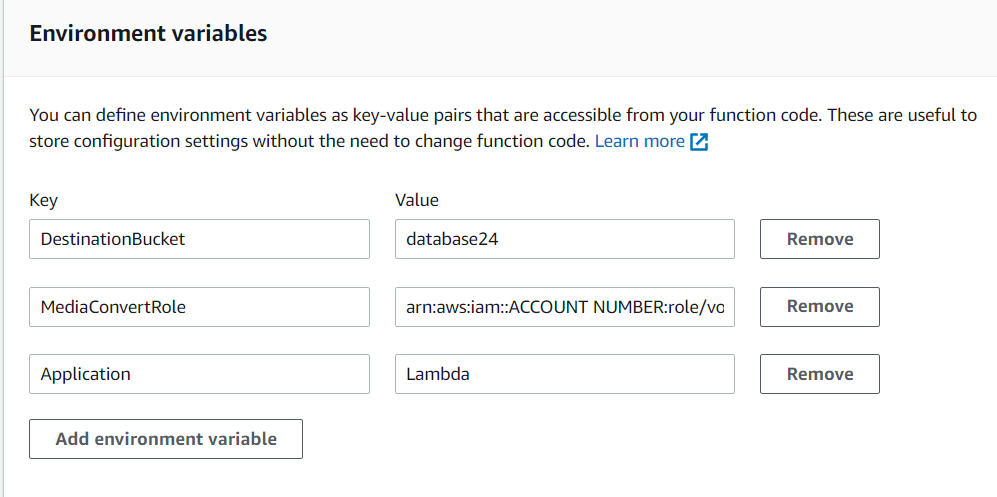 Environment variables
You can define environment variables as key-value pairs that are accessible from your function code. These are useful to
store configuration settings without the need to change function code. Learn more
Key Value
DestinationBucket database24 Remove
MediaConvertRole arn:aws:iam::ACCOUNT NUMBER:role/vo Remove
Application Lambda Remove
Add environment variable